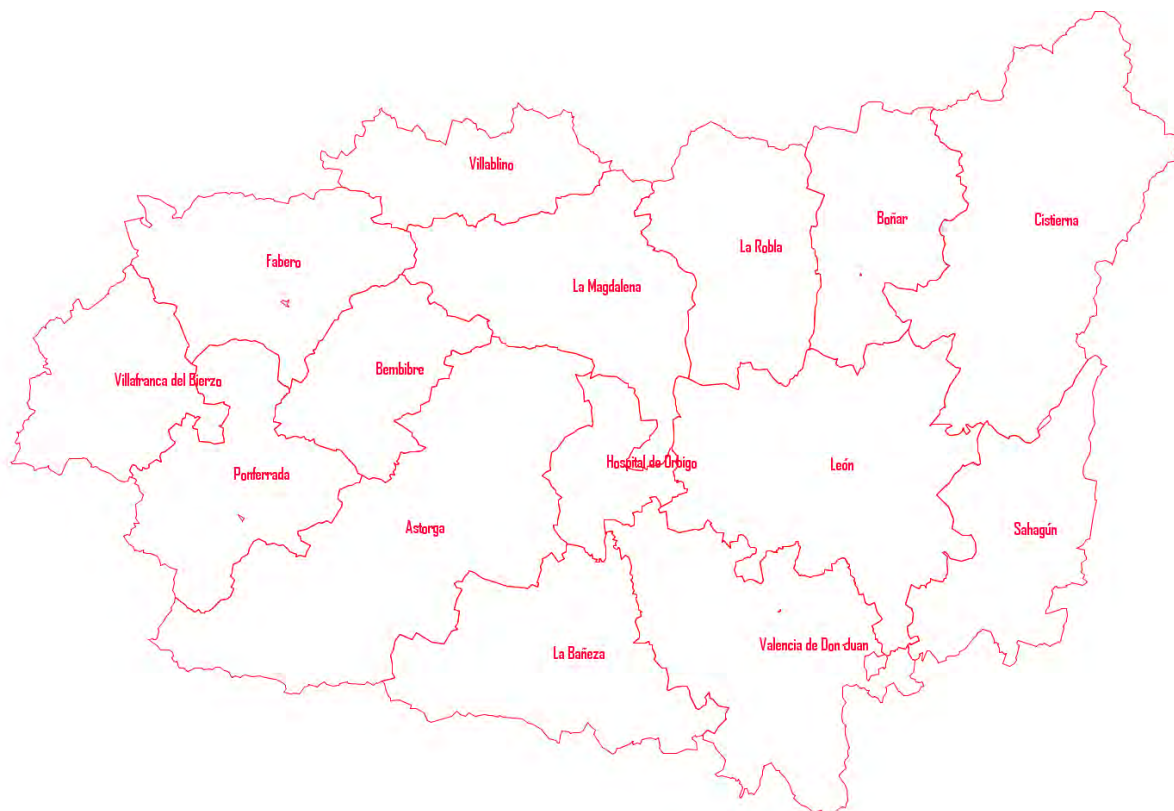 Villablino
Boñar
Cistierna
La Robla
Fabero
La Magdalena
Bembibre
Villafranca del Bierzo
Hospital de Orbigo
León
Ponferrada
Astorga
Sahagún
Valencia de Don Juan
La Bañeza